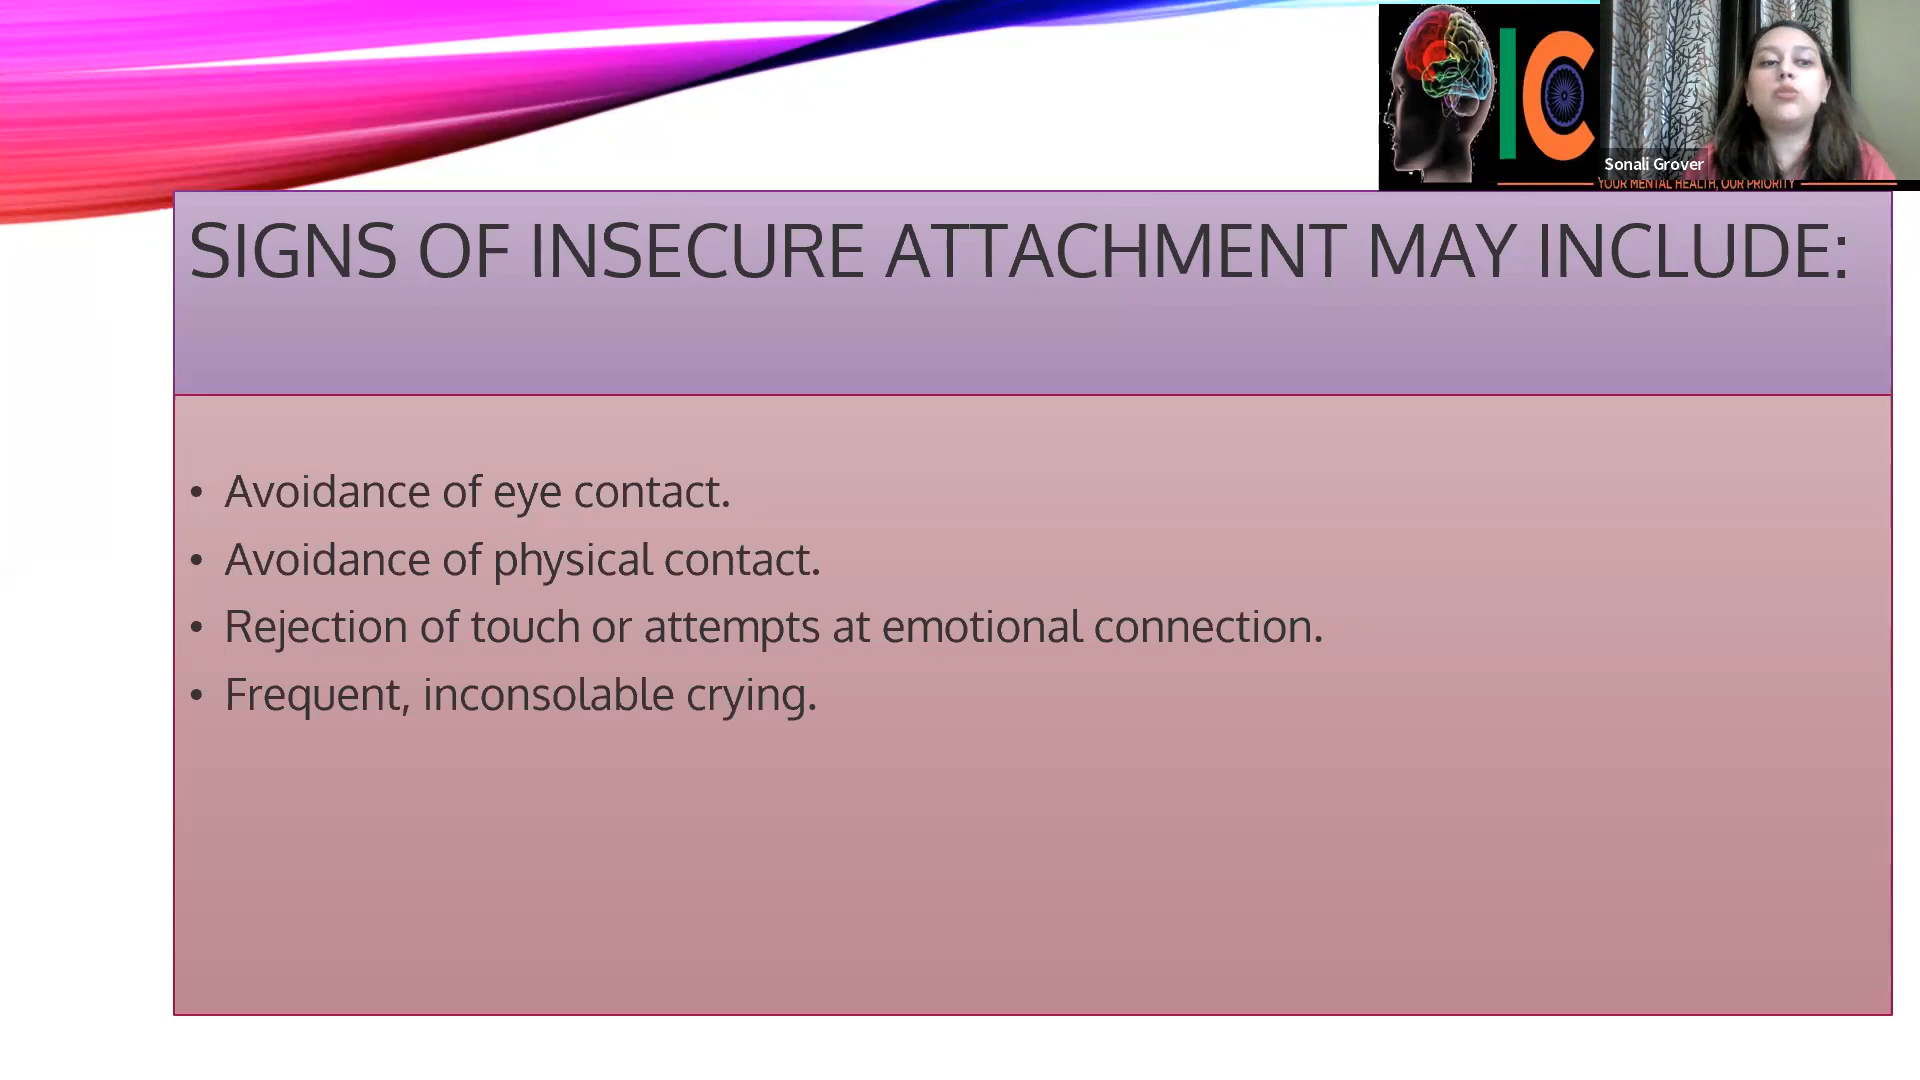 IC
Sonali Grover
YOUR MENTAL HEALTH, OUR PRIORITY
SIGNS OF INSECURE ATTACHMENT MAY INCLUDE:
• Avoidance of eye contact.
• Avoidance of physical contact.
• Rejection of touch or attempts at emotional connection.
• Frequent, inconsolable crying.